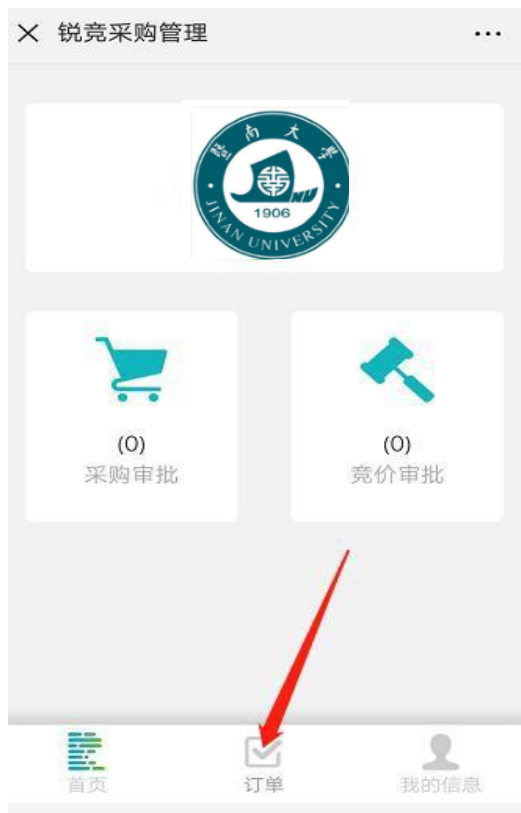 锐竞采购管理
暨南大学
1906
JINAN UNIVERSITY
(0)
采购审批
(0)
竞价审批
首页
订单
我的信息